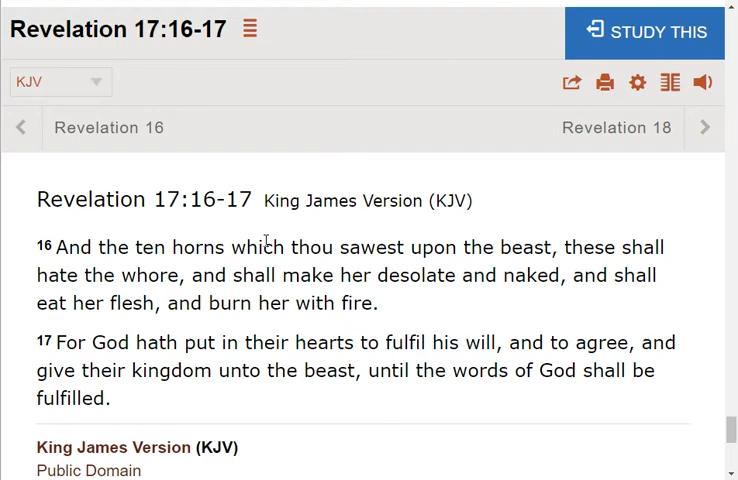 Revelation 17:16-17
STUDY THIS
KJV
Revelation 16
Revelation 18
Revelation 17:16-17 King James Version (KJV)
16 And the ten horns which thou sawest upon the beast, these shall
hate the whore, and shall make her desolate and naked, and shall
eat her flesh, and burn her with fire.
17 For God hath put in their hearts to fulfil his will, and to agree, and
give their kingdom unto the beast, until the words of God shall be
fulfilled.
King James Version (KJV)
Public Domain